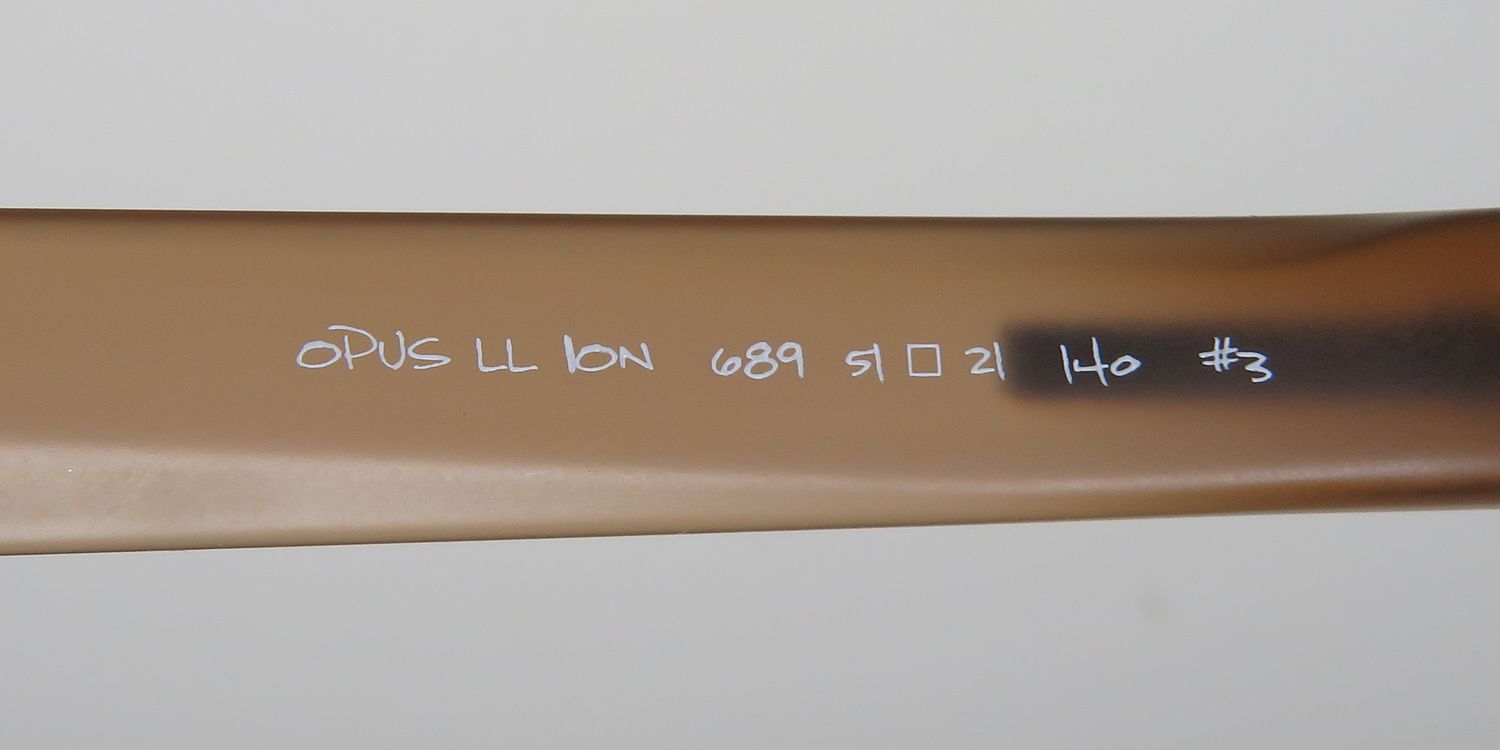 OPUS LL ION 689 51 □ 21 140 #3